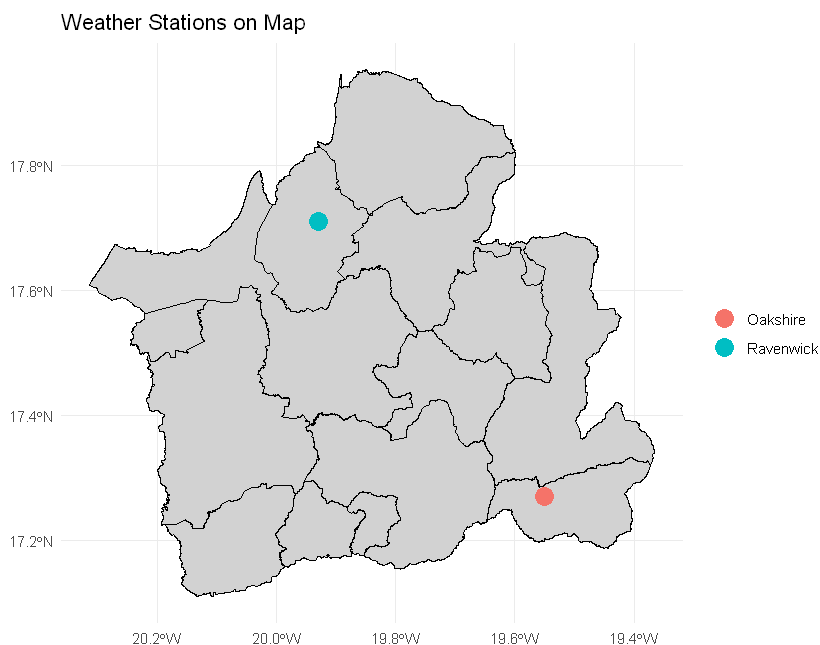 Weather Stations on Map
17.8°N
17.6°N
17.4°N
17.2°N
20.2°W 20.0°W 19.8°W 19.6°W 19.4°W
Oakshire
Ravenwick